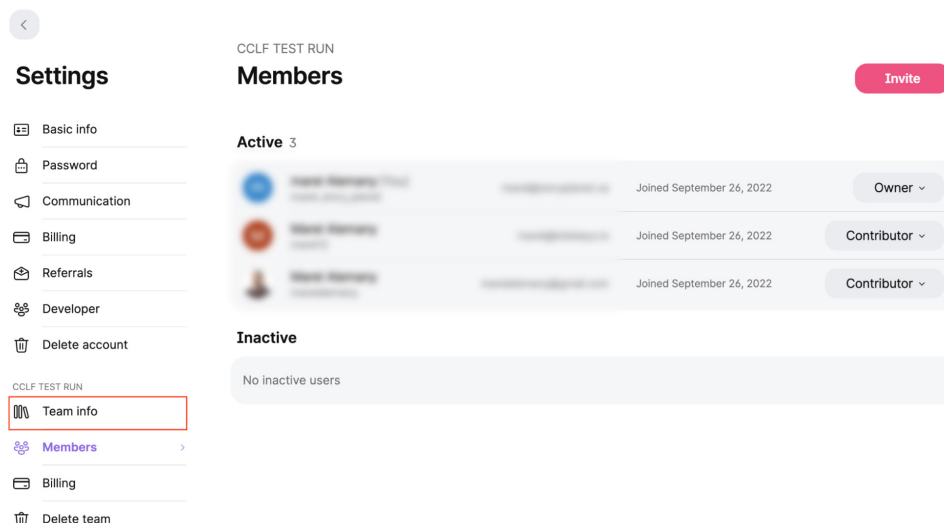 Settings
Basic info
Password
Communication
Billing
Referrals
Developer
Delete account
CCLF TEST RUN
Team info
Members
Billing
Delete team
CCLF TEST RUN
Members
Invite
Active 3
Joined September 26, 2022
Owner
Joined September 26, 2022
Contributor
Joined September 26, 2022
Contributor
Inactive
No inactive users